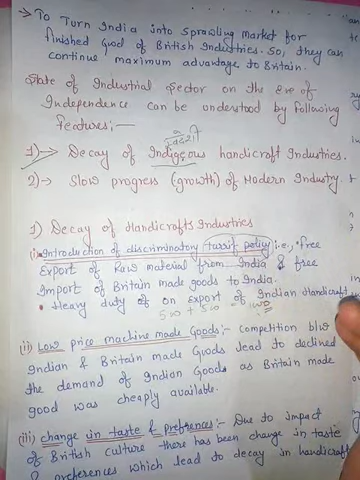 → To Turn India into Sprawling market for
finished Good of British Industries. So, they can
continue maximum advantage to Britain.
State of Industrial Sector on the Eve of
Independence can be understood by following
features:—
1)→ Decay of Indigeous handicraft Industries.
2)→ Slow progress (growth) of Modern Industry.
1) Decay of Handicrafts Industries
(i) Introduction of discriminatory tarrif policy i.e., • free
Export of Raw material from India & free
Import of Britain made goods to India.
• Heavy duty of on export of Indian Handicraft
500 + 500 =
(ii) Low price machine made Goods:- competition b/w
Indian & Britain made Goods lead to declined
the demand of Indian Goods as Britain made
good was cheaply available.
(iii) change in taste & prefrences:- Due to impact
of British culture there has been change in taste
& preferences which lead to decay in handicraft